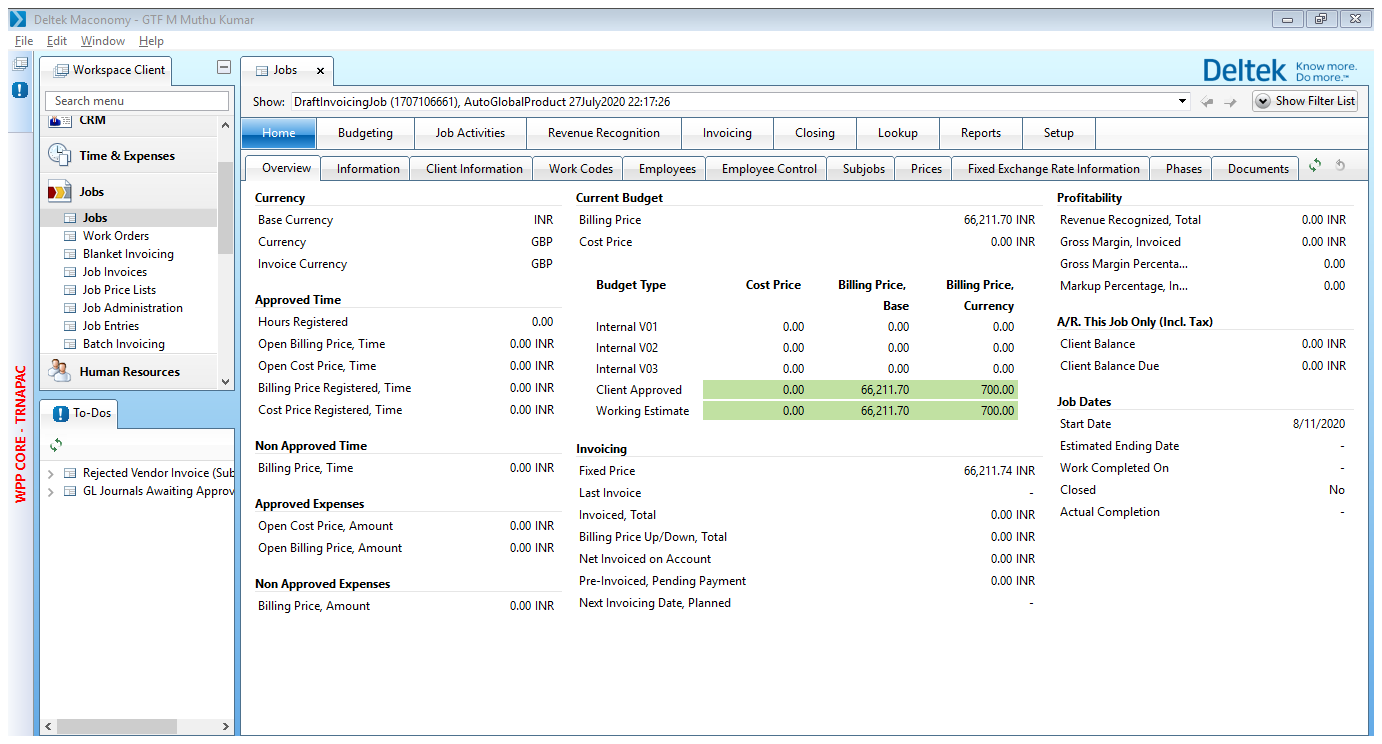 Deltek Maconomy - GTF M Muthu Kumar
File Edit Window Help
Workspace Client
Jobs
Deltek Know more. Do more.™
Search menu
Show: DraftInvoicingJob (1707106661), AutoGlobalProduct 27July2020 22:17:26
Show Filter List
CRM
Time & Expenses
Jobs
Jobs
Work Orders
Blanket Invoicing
Job Invoices
Job Price Lists
Job Administration
Job Entries
Batch Invoicing
Human Resources
WPP CORE - TRNAPAC
To-Dos
Rejected Vendor Invoice (Sub
GL Journals Awaiting Approv
Home Budgeting Job Activities Revenue Recognition Invoicing Closing Lookup Reports Setup
Overview Information Client Information Work Codes Employees Employee Control Subjobs Prices Fixed Exchange Rate Information Phases Documents
Currency
Base Currency INR
Currency GBP
Invoice Currency GBP
Approved Time
Hours Registered 0.00
Open Billing Price, Time 0.00 INR
Open Cost Price, Time 0.00 INR
Billing Price Registered, Time 0.00 INR
Cost Price Registered, Time 0.00 INR
Non Approved Time
Billing Price, Time 0.00 INR
Approved Expenses
Open Cost Price, Amount 0.00 INR
Open Billing Price, Amount 0.00 INR
Non Approved Expenses
Billing Price, Amount 0.00 INR
Current Budget
Billing Price 66,211.70 INR
Cost Price 0.00 INR
Budget Type Cost Price Billing Price, Billing Price,
Base Currency
Internal V01 0.00 0.00 0.00
Internal V02 0.00 0.00 0.00
Internal V03 0.00 0.00 0.00
Client Approved 0.00 66,211.70 700.00
Working Estimate 0.00 66,211.70 700.00
Invoicing
Fixed Price 66,211.74 INR
Last Invoice -
Invoiced, Total 0.00 INR
Billing Price Up/Down, Total 0.00 INR
Net Invoiced on Account 0.00 INR
Pre-Invoiced, Pending Payment 0.00 INR
Next Invoicing Date, Planned -
Profitability
Revenue Recognized, Total 0.00 INR
Gross Margin, Invoiced 0.00 INR
Gross Margin Percenta... 0.00
Markup Percentage, In... 0.00
A/R. This Job Only (Incl. Tax)
Client Balance 0.00 INR
Client Balance Due 0.00 INR
Job Dates
Start Date 8/11/2020
Estimated Ending Date -
Work Completed On -
Closed No
Actual Completion -